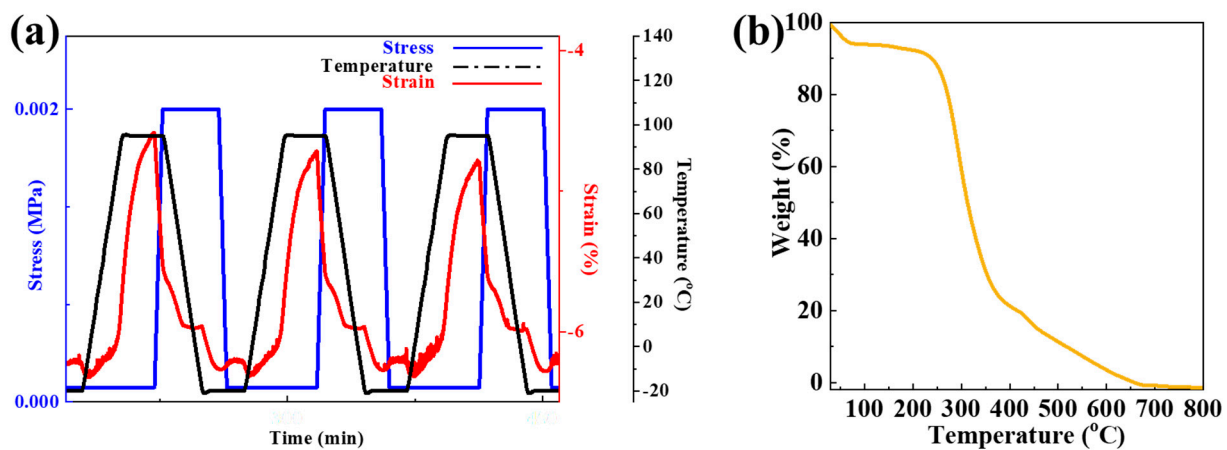 (a)
Stress
Temperature
Strain
0.002
0.000
Stress (MPa)
Time (min)
-4
-6
Strain (%)
140
120
100
80
60
40
20
0
-20
Temperature (°C)
(b)
100
80
60
40
20
0
Weight (%)
100 200 300 400 500 600 700 800
Temperature (°C)